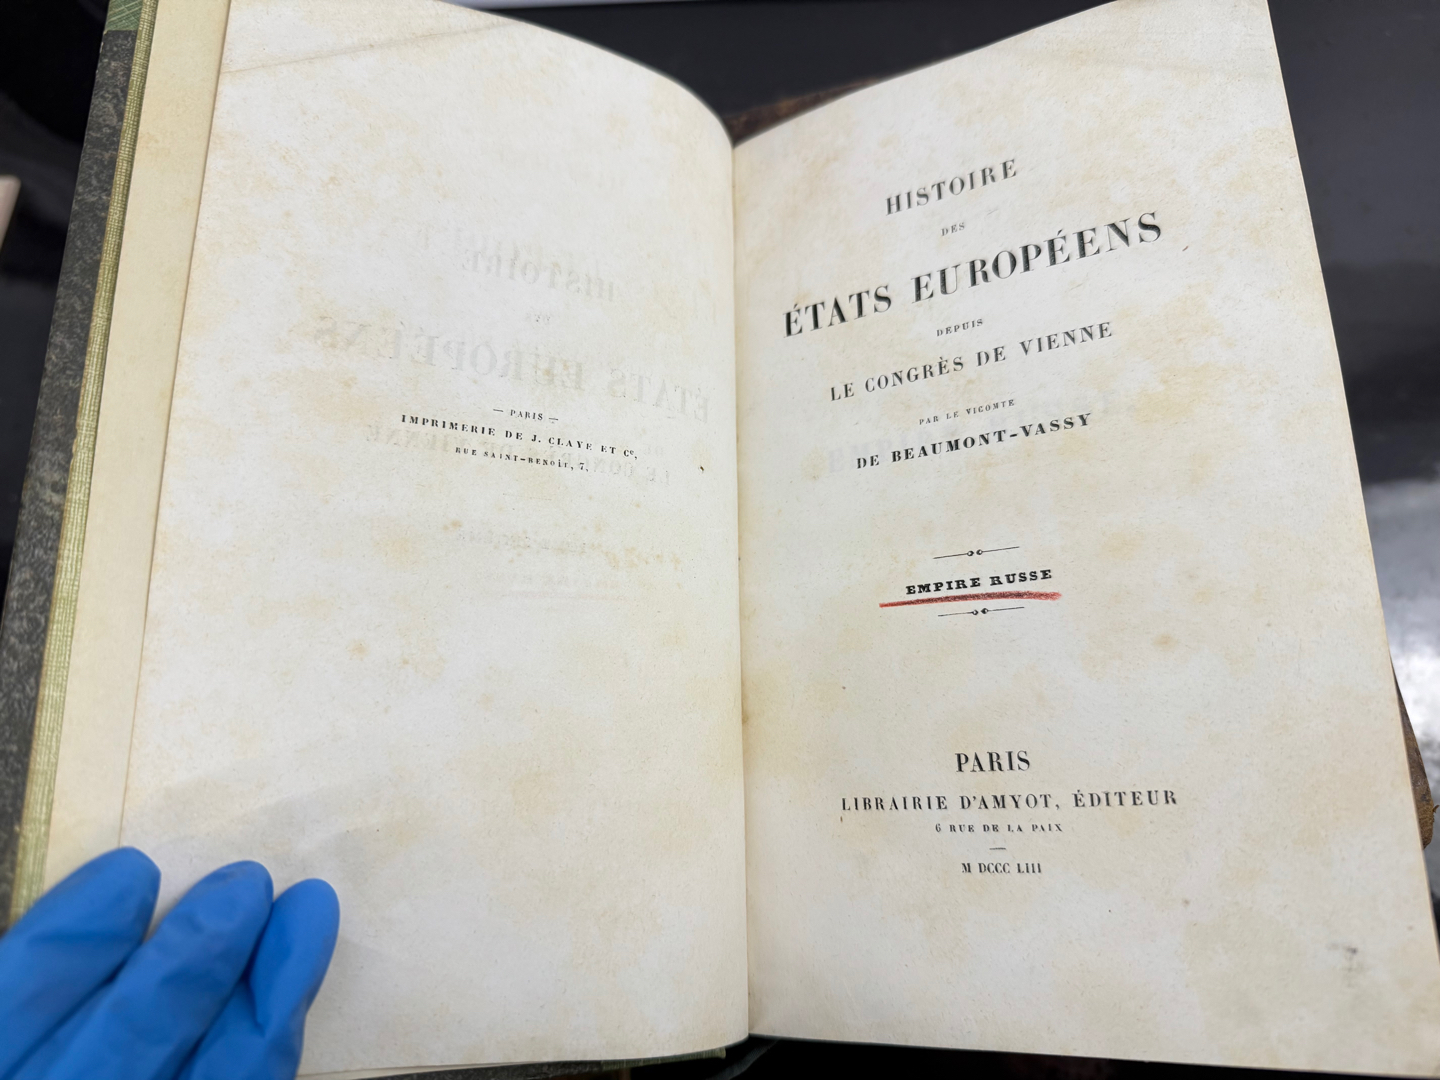 — PARIS —
IMPRIMERIE DE J. CLAYE ET Cᵉ,
RUE SAINT-BENOÎT, 7.
HISTOIRE
DES
ÉTATS EUROPÉENS
DEPUIS
LE CONGRÈS DE VIENNE
PAR LE VICOMTE
DE BEAUMONT-VASSY
EMPIRE RUSSE
PARIS
LIBRAIRIE D'AMYOT, ÉDITEUR
6 RUE DE LA PAIX
M DCCC LIII